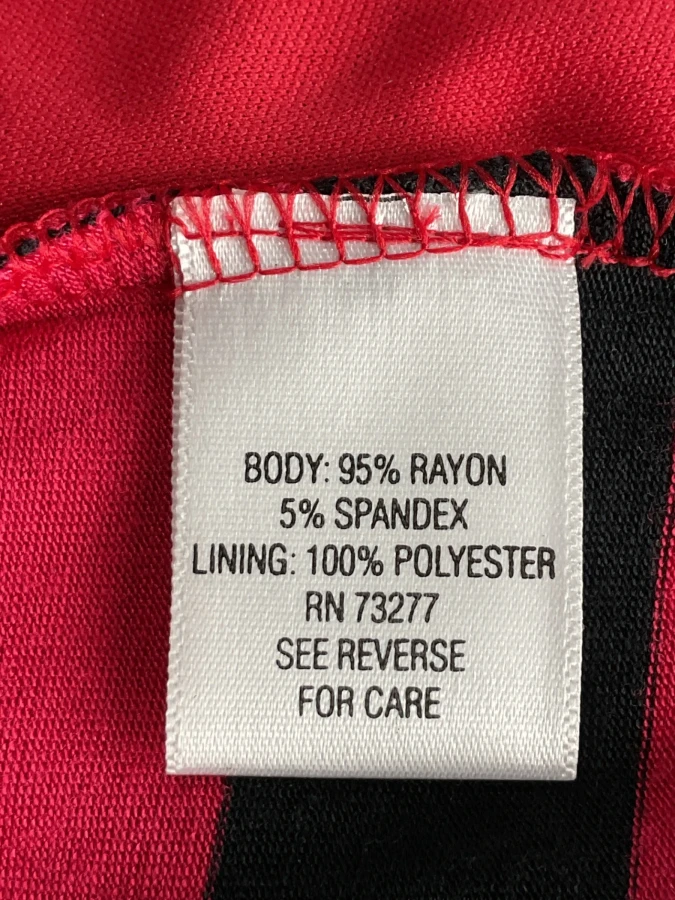 BODY: 95% RAYON
5% SPANDEX
LINING: 100% POLYESTER
RN 73277
SEE REVERSE
FOR CARE